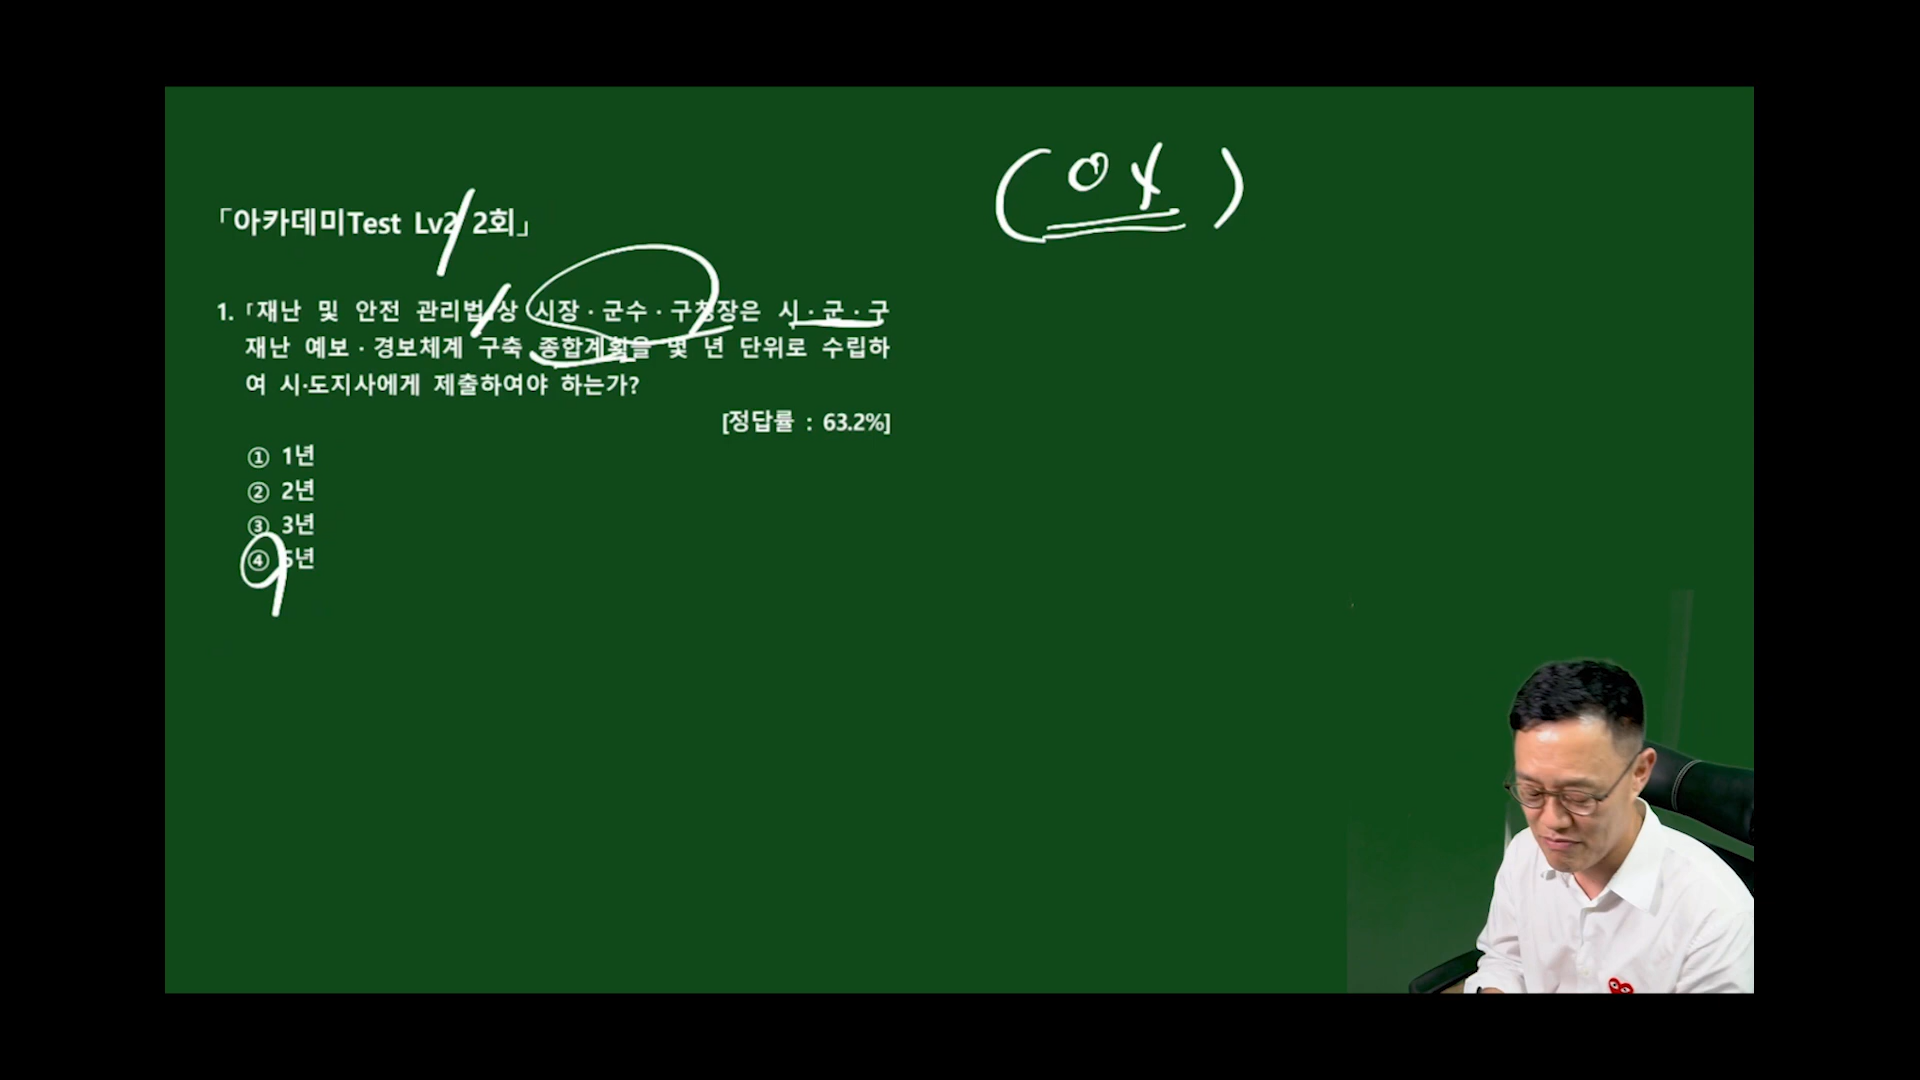 ( O X )
「아카데미Test Lv2 2회」
1. 「재난 및 안전 관리법」상 시장·군수·구청장은 시·군·구
재난 예보·경보체계 구축 종합계획을 몇 년 단위로 수립하
여 시·도지사에게 제출하여야 하는가?
[정답률 : 63.2%]
① 1년
② 2년
③ 3년
④ 5년